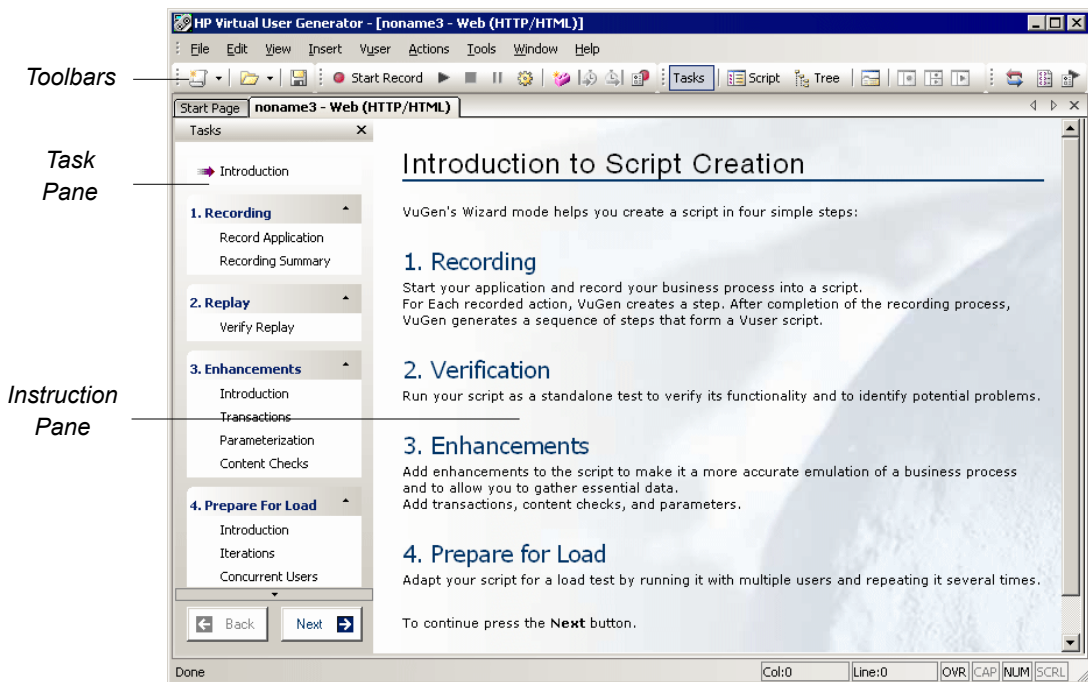 HP Virtual User Generator - [noname3 - Web (HTTP/HTML)]
File Edit View Insert Vuser Actions Tools Window Help
Toolbars
Start Record Tasks Script Tree
Start Page noname3 - Web (HTTP/HTML)
Tasks
Task
Pane
Introduction
1. Recording
Record Application
Recording Summary
2. Replay
Verify Replay
3. Enhancements
Introduction
Transactions
Parameterization
Content Checks
4. Prepare For Load
Introduction
Iterations
Concurrent Users
Back Next
Instruction
Pane
Introduction to Script Creation
VuGen's Wizard mode helps you create a script in four simple steps:
1. Recording
Start your application and record your business process into a script.
For Each recorded action, VuGen creates a step. After completion of the recording process,
VuGen generates a sequence of steps that form a Vuser script.
2. Verification
Run your script as a standalone test to verify its functionality and to identify potential problems.
3. Enhancements
Add enhancements to the script to make it a more accurate emulation of a business process
and to allow you to gather essential data.
Add transactions, content checks, and parameters.
4. Prepare for Load
Adapt your script for a load test by running it with multiple users and repeating it several times.
To continue press the Next button.
Done Col:0 Line:0 OVR CAP NUM SCRL